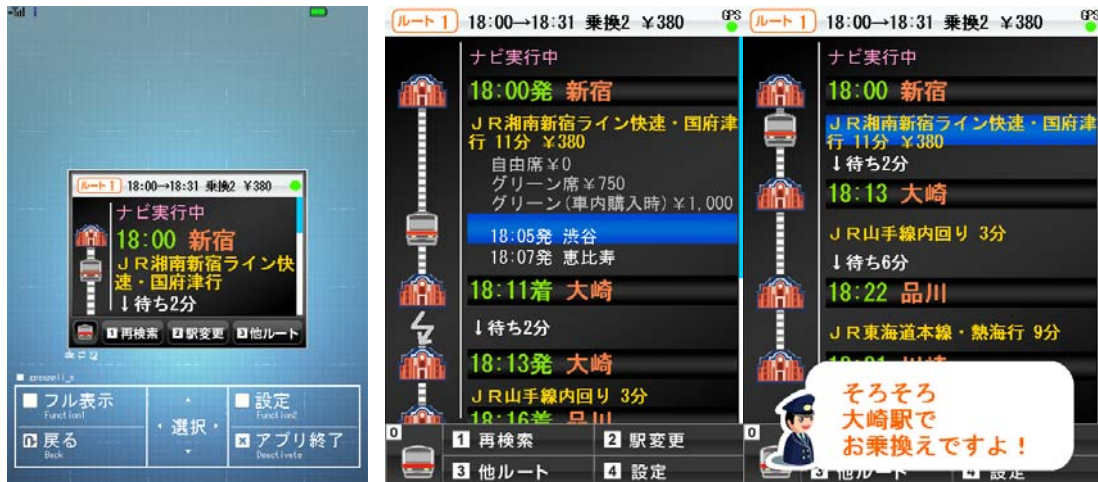 ルート1 18:00→18:31 乗換2 ¥380
ナビ実行中
18:00 新宿
JR湘南新宿ライン快
速・国府津行
↓待ち2分
1再検索 2駅変更 3他ルート
フル表示
Function1
戻る
Back
選択
設定
Function2
アプリ終了
Deactivate
ルート1 18:00→18:31 乗換2 ¥380 GPS
ナビ実行中
18:00発 新宿
JR湘南新宿ライン快速・国府津
行 11分 ¥380
自由席¥0
グリーン席¥750
グリーン(車内購入時)¥1,000
18:05発 渋谷
18:07発 恵比寿
18:11着 大崎
↓待ち2分
18:13発 大崎
JR山手線内回り 3分
18:16着 品川
0
1 再検索 2 駅変更
3 他ルート 4 設定
ルート1 18:00→18:31 乗換2 ¥380 GPS
ナビ実行中
18:00 新宿
JR湘南新宿ライン快速・国府津
行 11分 ¥380
↓待ち2分
18:13 大崎
JR山手線内回り 3分
↓待ち6分
18:22 品川
JR東海道本線・熱海行 9分
そろそろ
大崎駅で
お乗換えですよ!
0
3 他ルート 4 設定